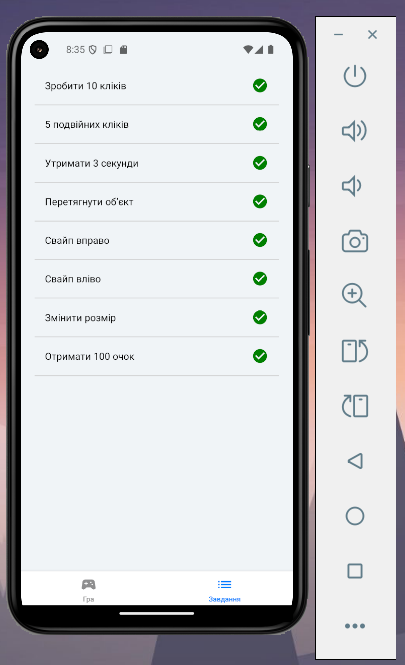 8:35
Зробити 10 кліків
5 подвійних кліків
Утримати 3 секунди
Перетягнути об'єкт
Свайп вправо
Свайп вліво
Змінити розмір
Отримати 100 очок
Гра
Завдання